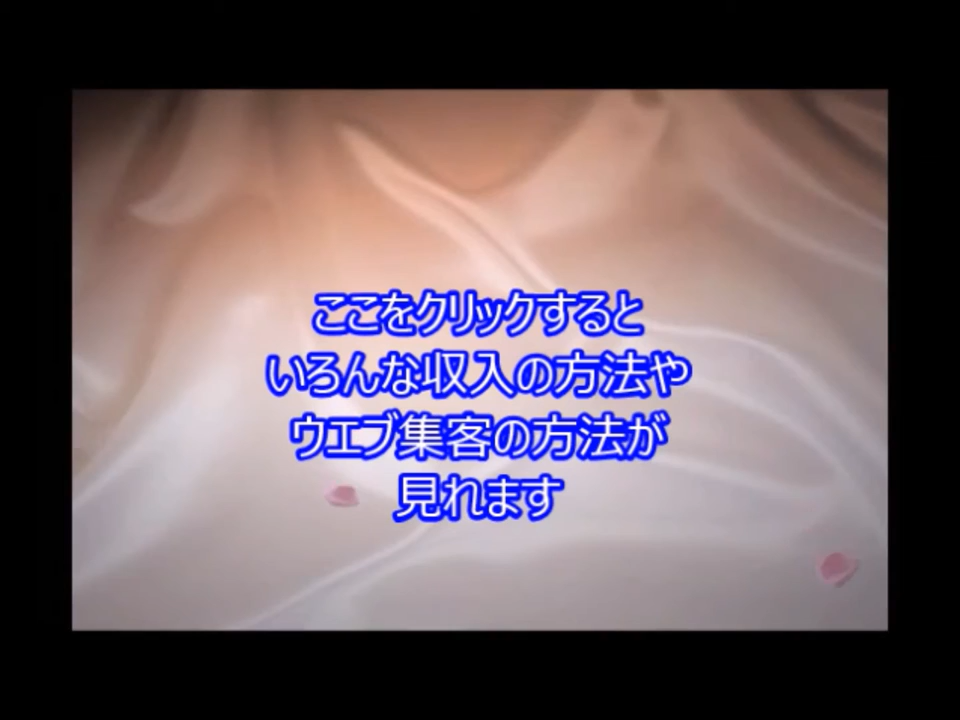 ここをクリックすると
いろんな収入の方法や
ウエブ集客の方法が
見れます